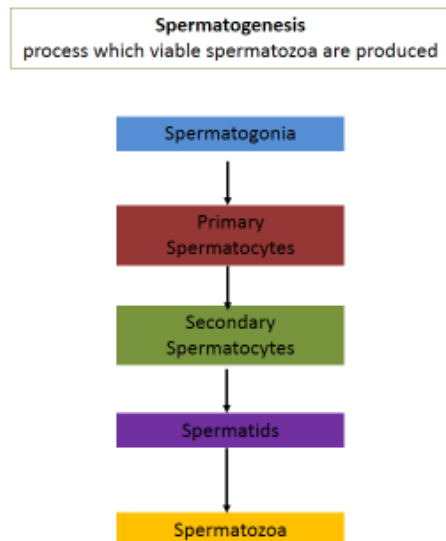 Spermatogenesis
process which viable spermatozoa are produced
Spermatogonia
Primary
Spermatocytes
Secondary
Spermatocytes
Spermatids
Spermatozoa